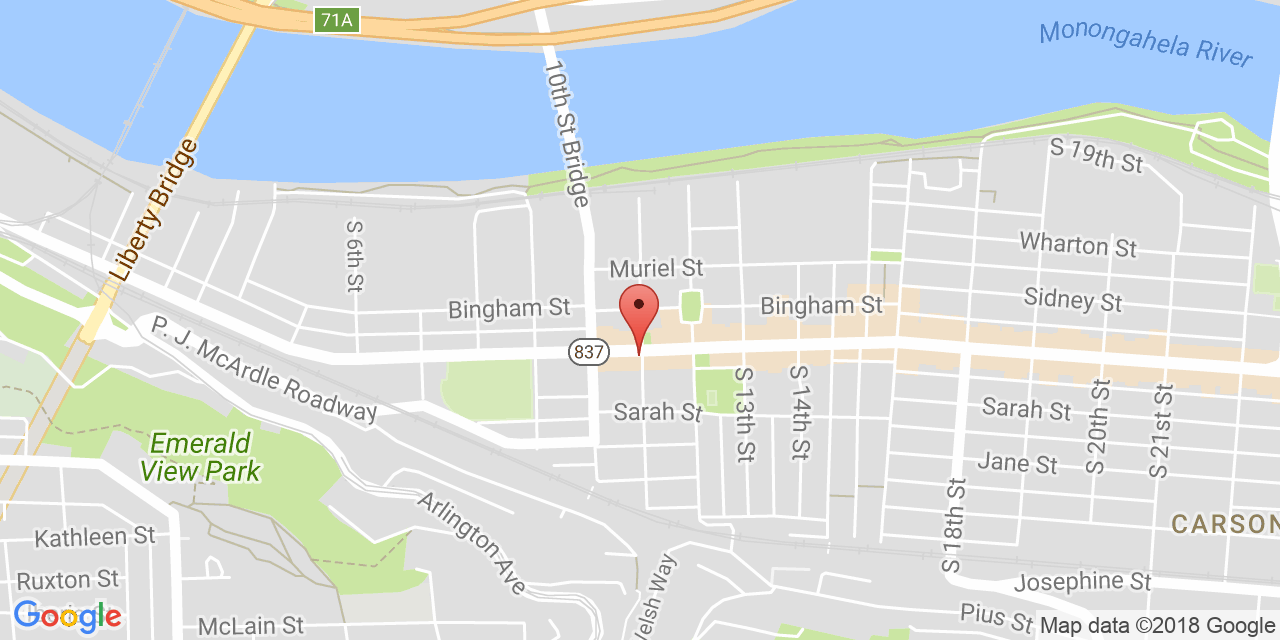 71A
Monongahela River
10th St Bridge
Liberty Bridge
S 19th St
S 6th St
Wharton St
Muriel St
Sidney St
Bingham St
Bingham St
837
P. J. McArdle Roadway
S 13th St
S 14th St
Sarah St
Sarah St
S 20th St
S 21st St
Emerald
View Park
Jane St
Arlington Ave
S 18th St
CARSON
Kathleen St
Ruxton St
Josephine St
Welsh Way
Google
McLain St
Pius St
Map data ©2018 Google